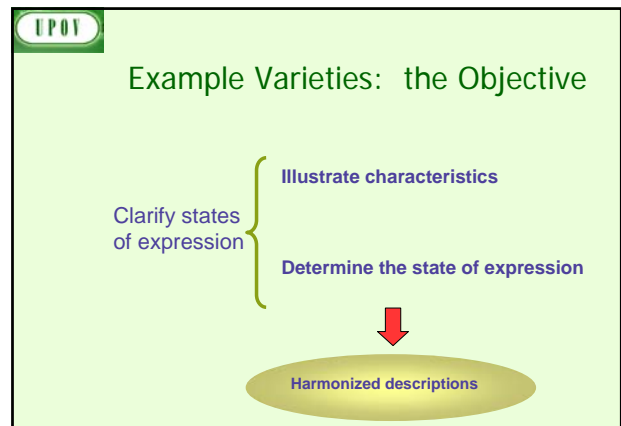 UPOV
Example Varieties: the Objective
Illustrate characteristics
Clarify states
of expression
Determine the state of expression
Harmonized descriptions